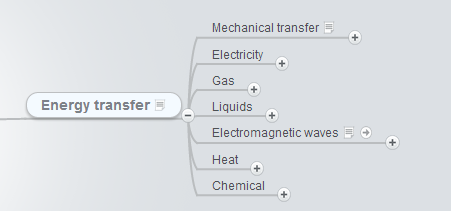 Mechanical transfer
Electricity
Gas
Energy transfer
Liquids
Electromagnetic waves
Heat
Chemical